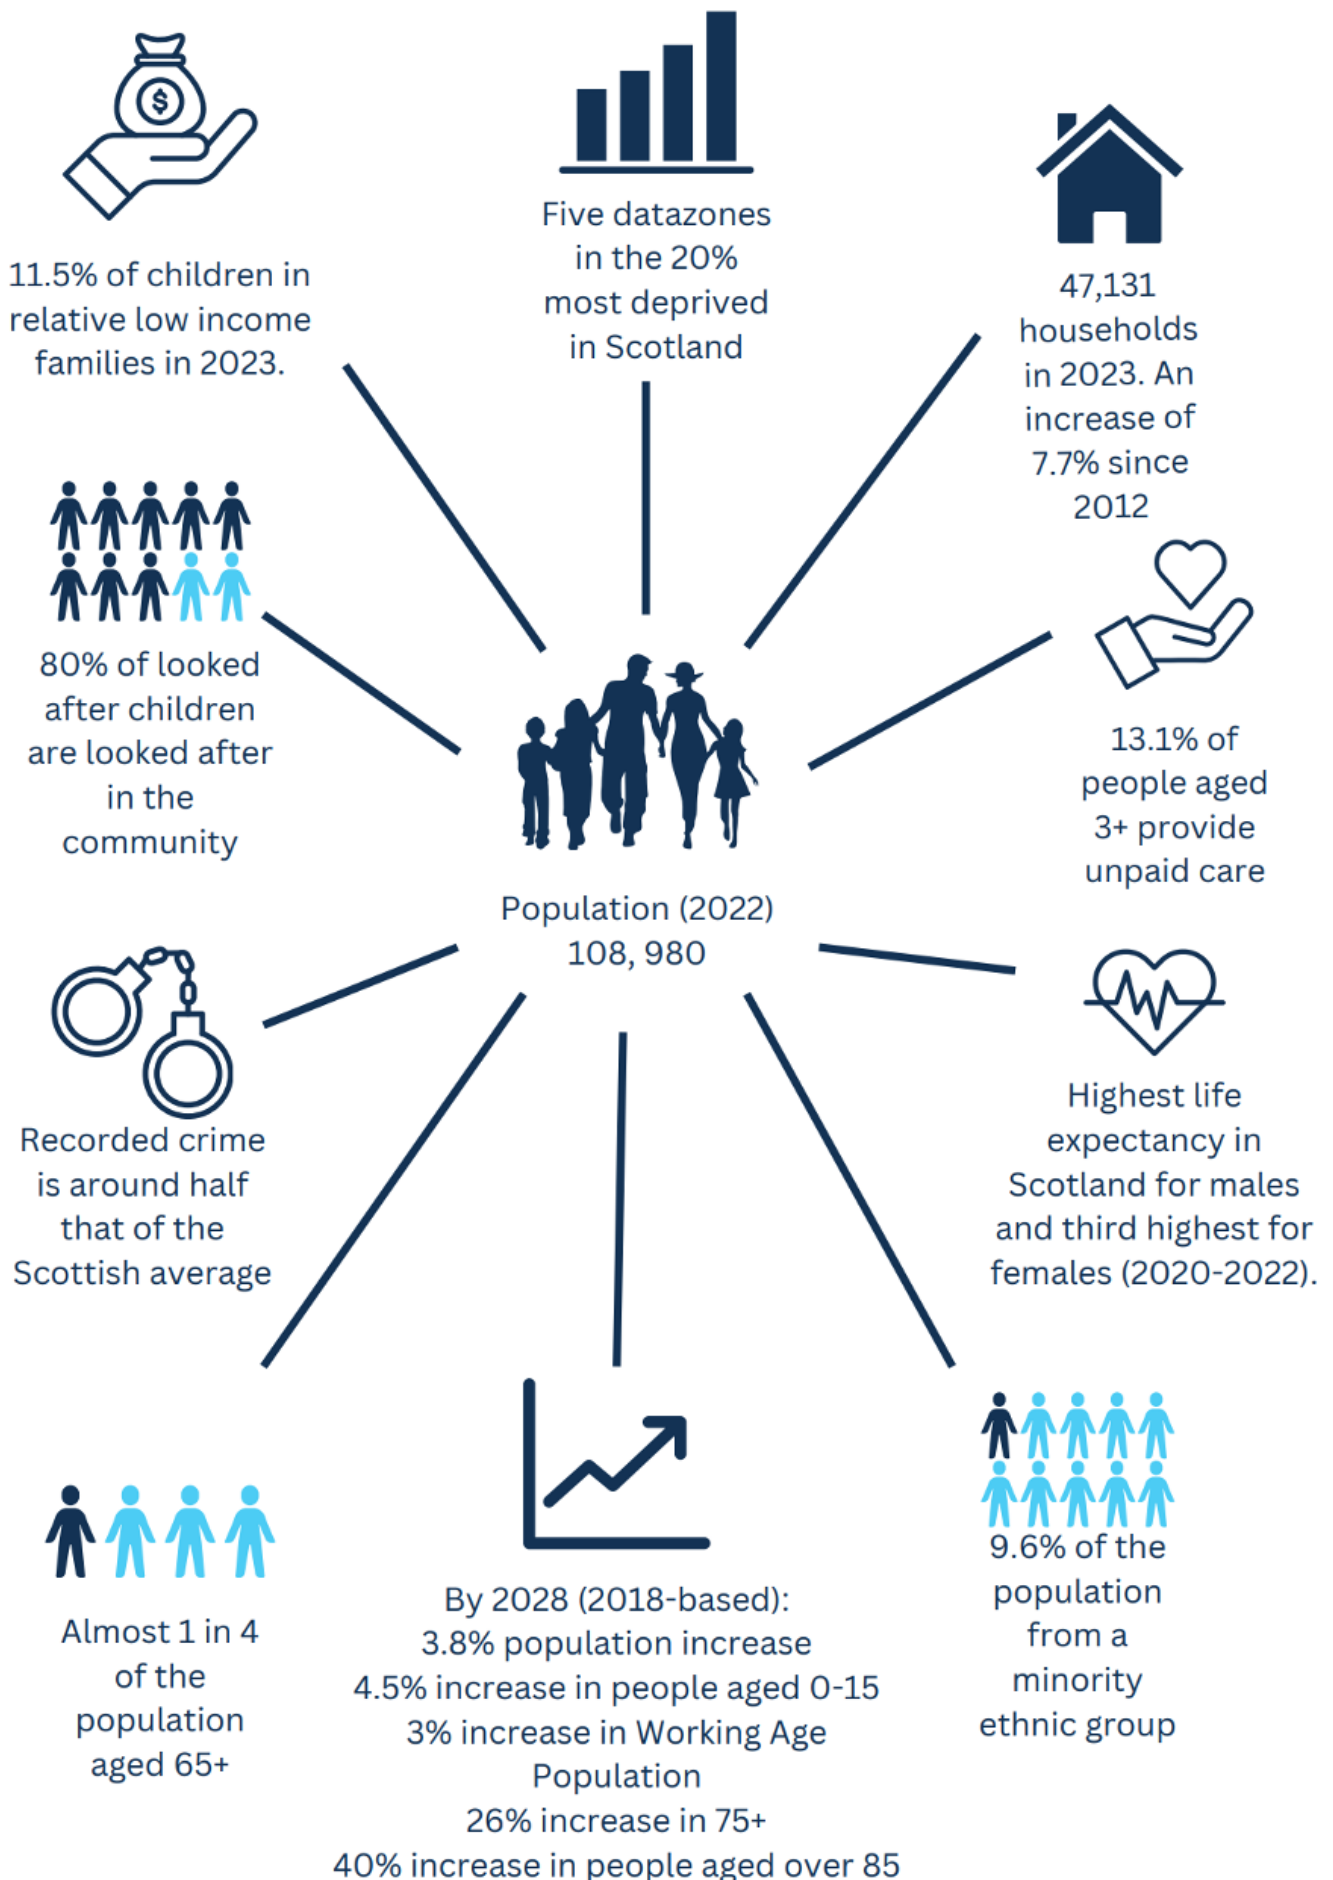 $
11.5% of children in
relative low income
families in 2023.
Five datazones
in the 20%
most deprived
in Scotland
47,131
households
in 2023. An
increase of
7.7% since
2012
80% of looked
after children
are looked after
in the
community
13.1% of
people aged
3+ provide
unpaid care
Population (2022)
108, 980
Recorded crime
is around half
that of the
Scottish average
Highest life
expectancy in
Scotland for males
and third highest for
females (2020-2022).
Almost 1 in 4
of the
population
aged 65+
By 2028 (2018-based):
3.8% population increase
4.5% increase in people aged 0-15
3% increase in Working Age
Population
26% increase in 75+
40% increase in people aged over 85
9.6% of the
population
from a
minority
ethnic group